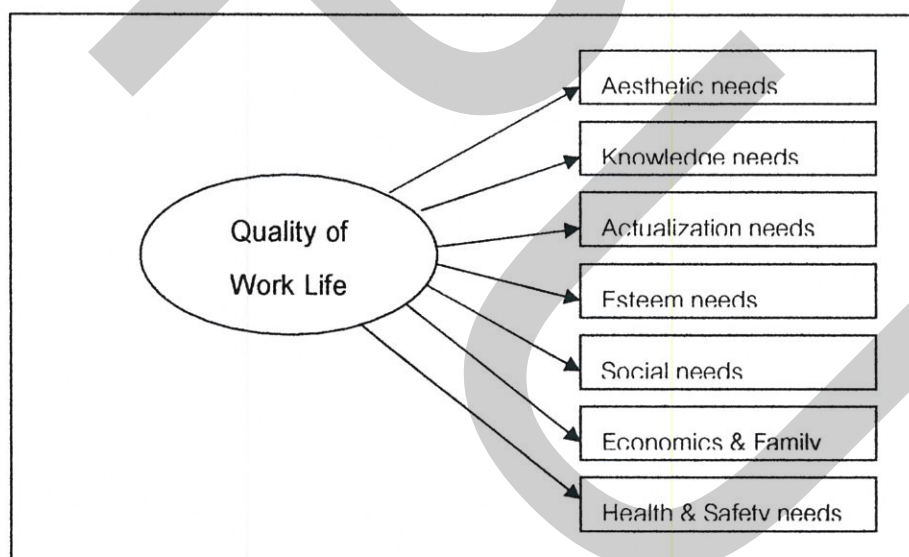 Quality of
Work Life
Aesthetic needs
Knowledge needs
Actualization needs
Esteem needs
Social needs
Economics & Family
Health & Safety needs